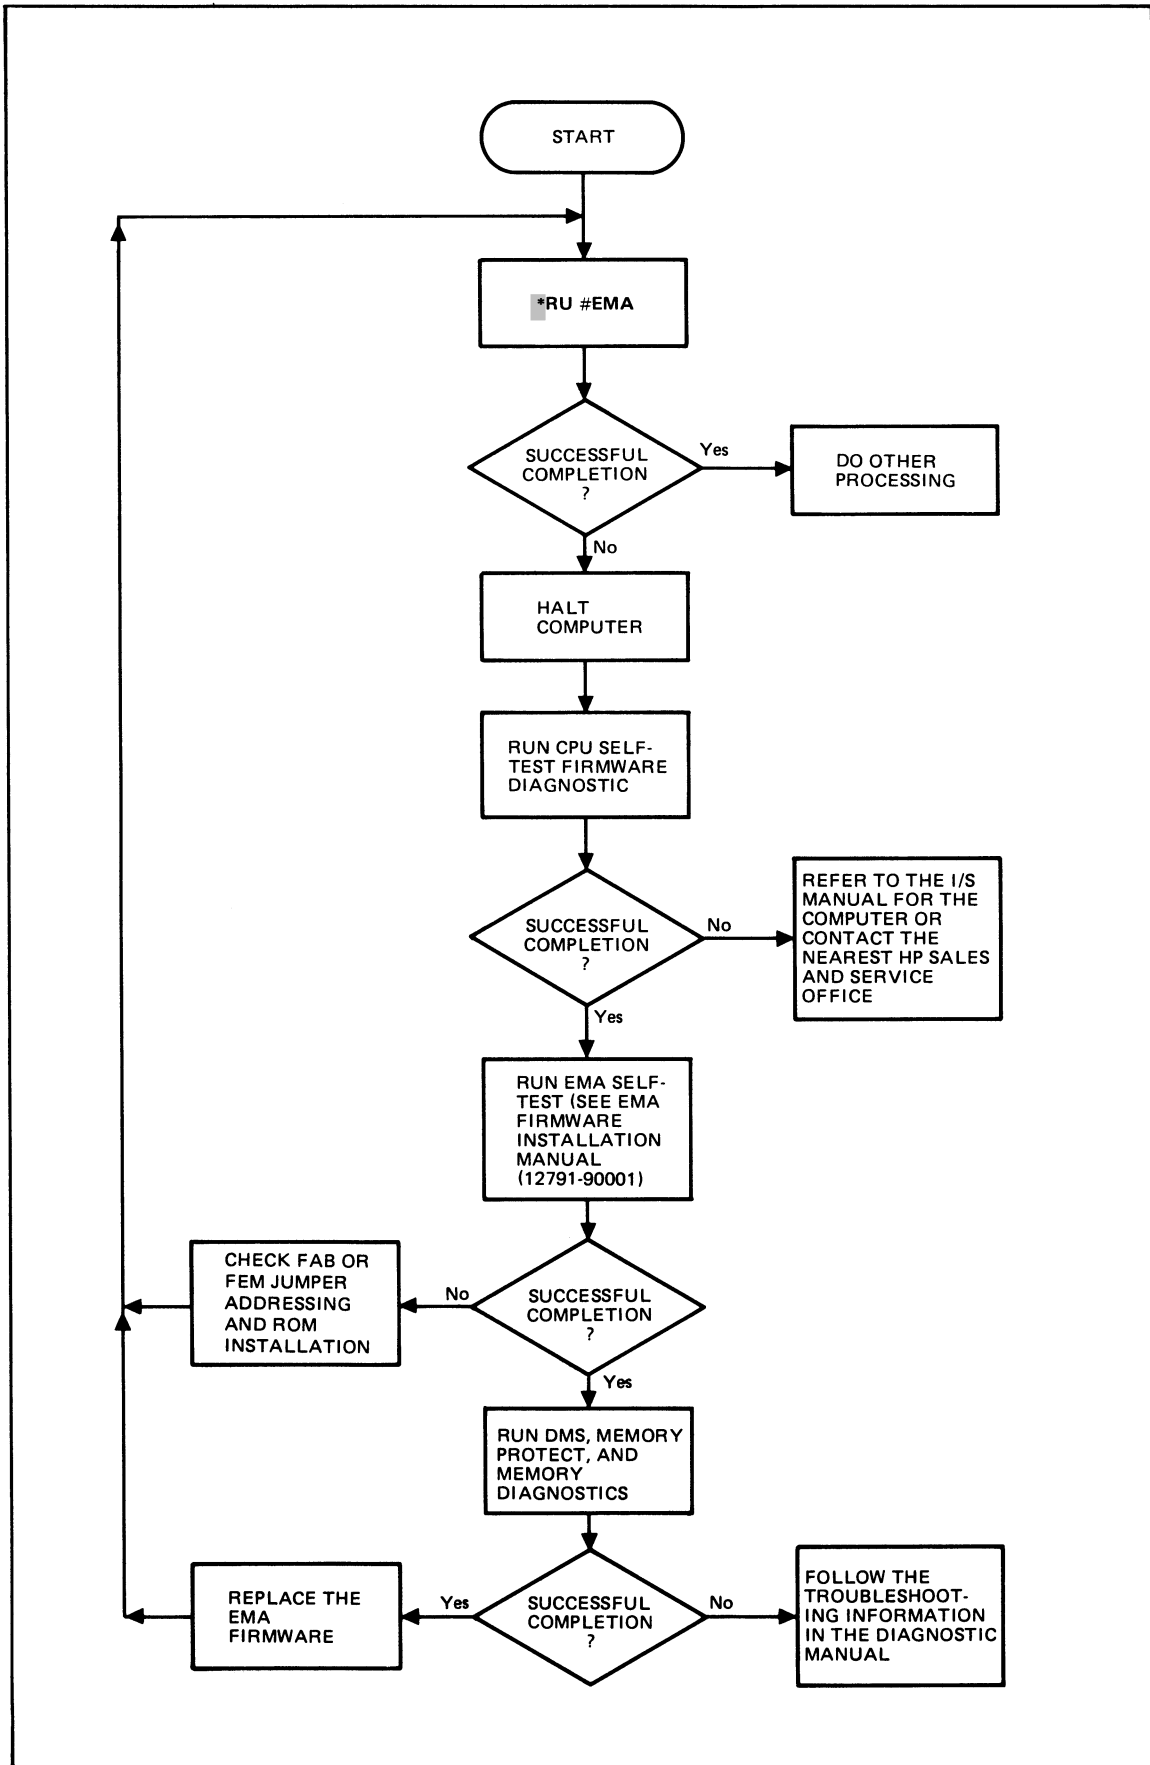 START
*RU #EMA
SUCCESSFUL
COMPLETION
?
Yes
DO OTHER
PROCESSING
No
HALT
COMPUTER
RUN CPU SELF-
TEST FIRMWARE
DIAGNOSTIC
SUCCESSFUL
COMPLETION
?
No
REFER TO THE I/S
MANUAL FOR THE
COMPUTER OR
CONTACT THE
NEAREST HP SALES
AND SERVICE
OFFICE
Yes
RUN EMA SELF-
TEST (SEE EMA
FIRMWARE
INSTALLATION
MANUAL
(12791-90001)
SUCCESSFUL
COMPLETION
?
No
CHECK FAB OR
FEM JUMPER
ADDRESSING
AND ROM
INSTALLATION
Yes
RUN DMS, MEMORY
PROTECT, AND
MEMORY
DIAGNOSTICS
SUCCESSFUL
COMPLETION
?
Yes
REPLACE THE
EMA
FIRMWARE
No
FOLLOW THE
TROUBLESHOOT-
ING INFORMATION
IN THE DIAGNOSTIC
MANUAL